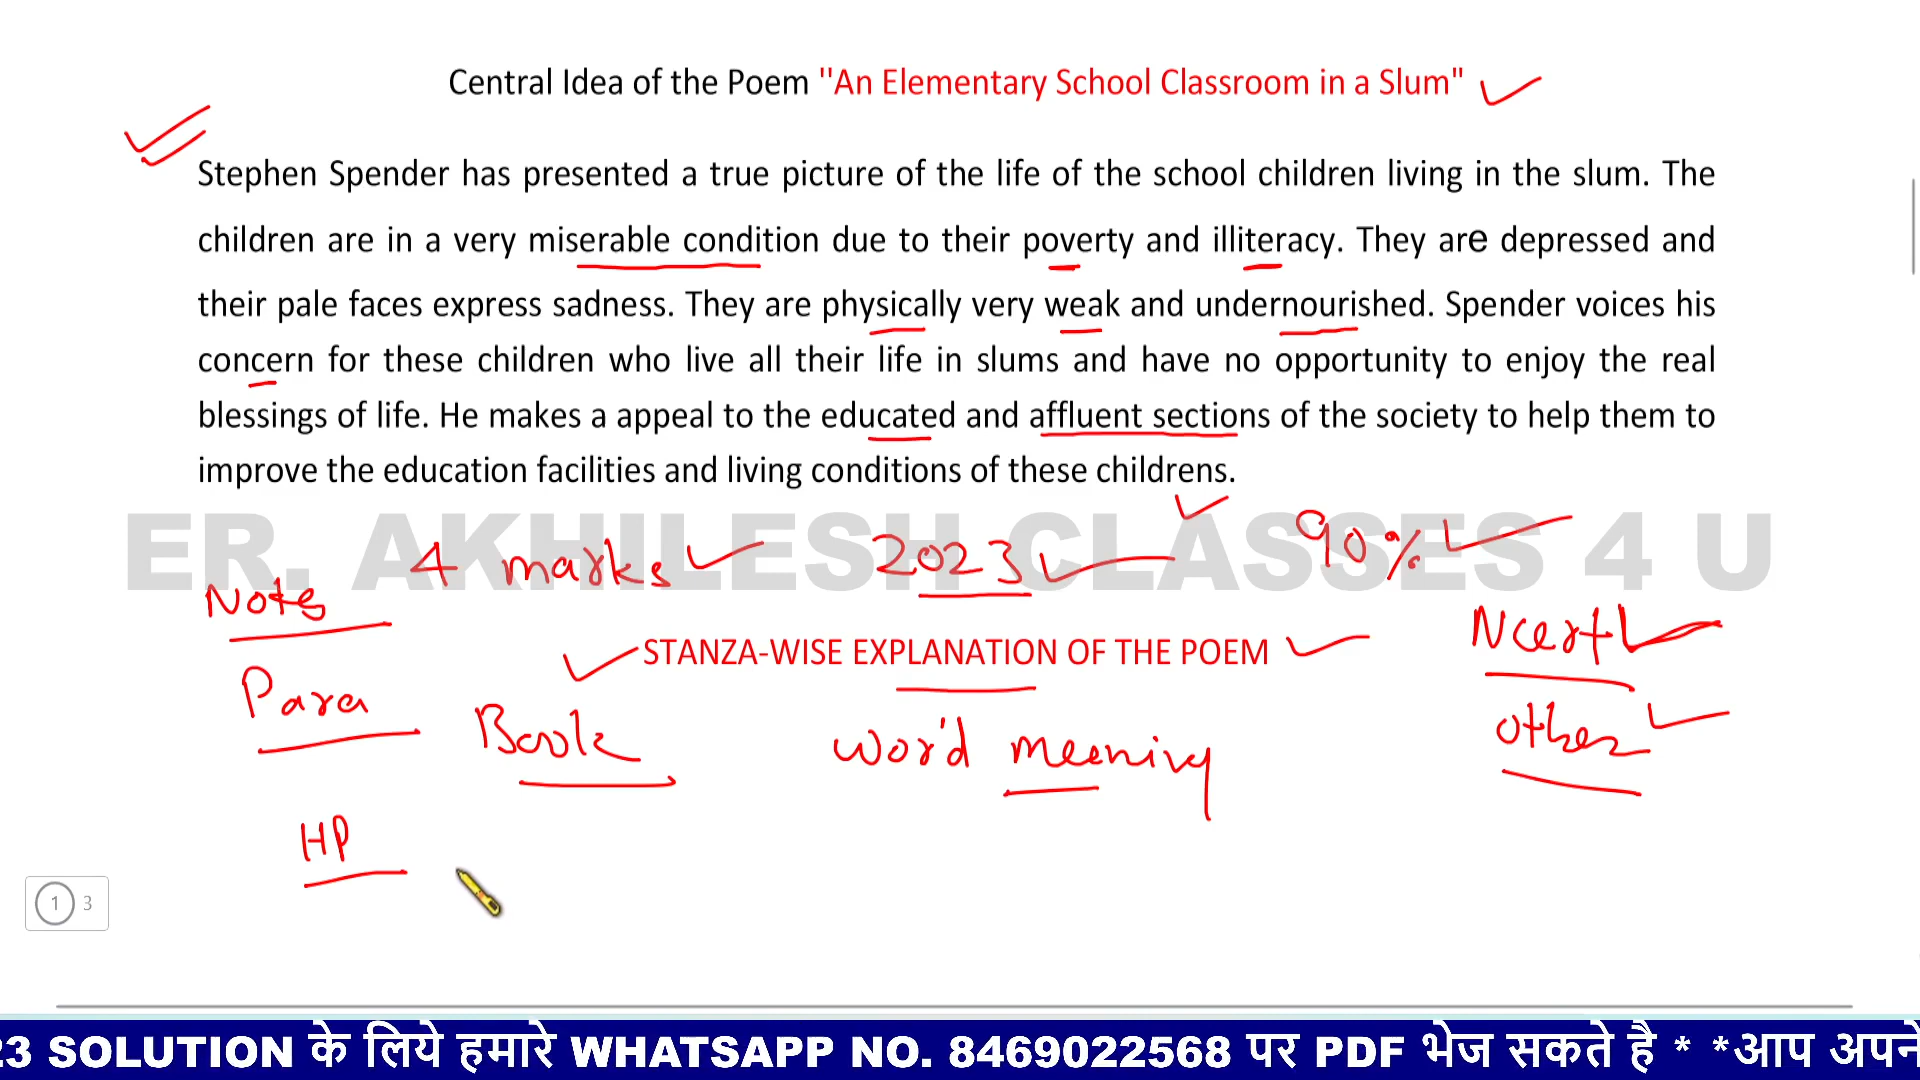 Central Idea of the Poem "An Elementary School Classroom in a Slum"
Stephen Spender has presented a true picture of the life of the school children living in the slum. The
children are in a very miserable condition due to their poverty and illiteracy. They are depressed and
their pale faces express sadness. They are physically very weak and undernourished. Spender voices his
concern for these children who live all their life in slums and have no opportunity to enjoy the real
blessings of life. He makes a appeal to the educated and affluent sections of the society to help them to
improve the education facilities and living conditions of these childrens.
ER. AKHILESH CLASSES 4 U
4 marks 2023 90%
Notes
STANZA-WISE EXPLANATION OF THE POEM
Ncert
Para
Book
word meening
other
HP
1 3
23 SOLUTION के लिये हमारे WHATSAPP NO. 8469022568 पर PDF भेज सकते है * *आप अपने